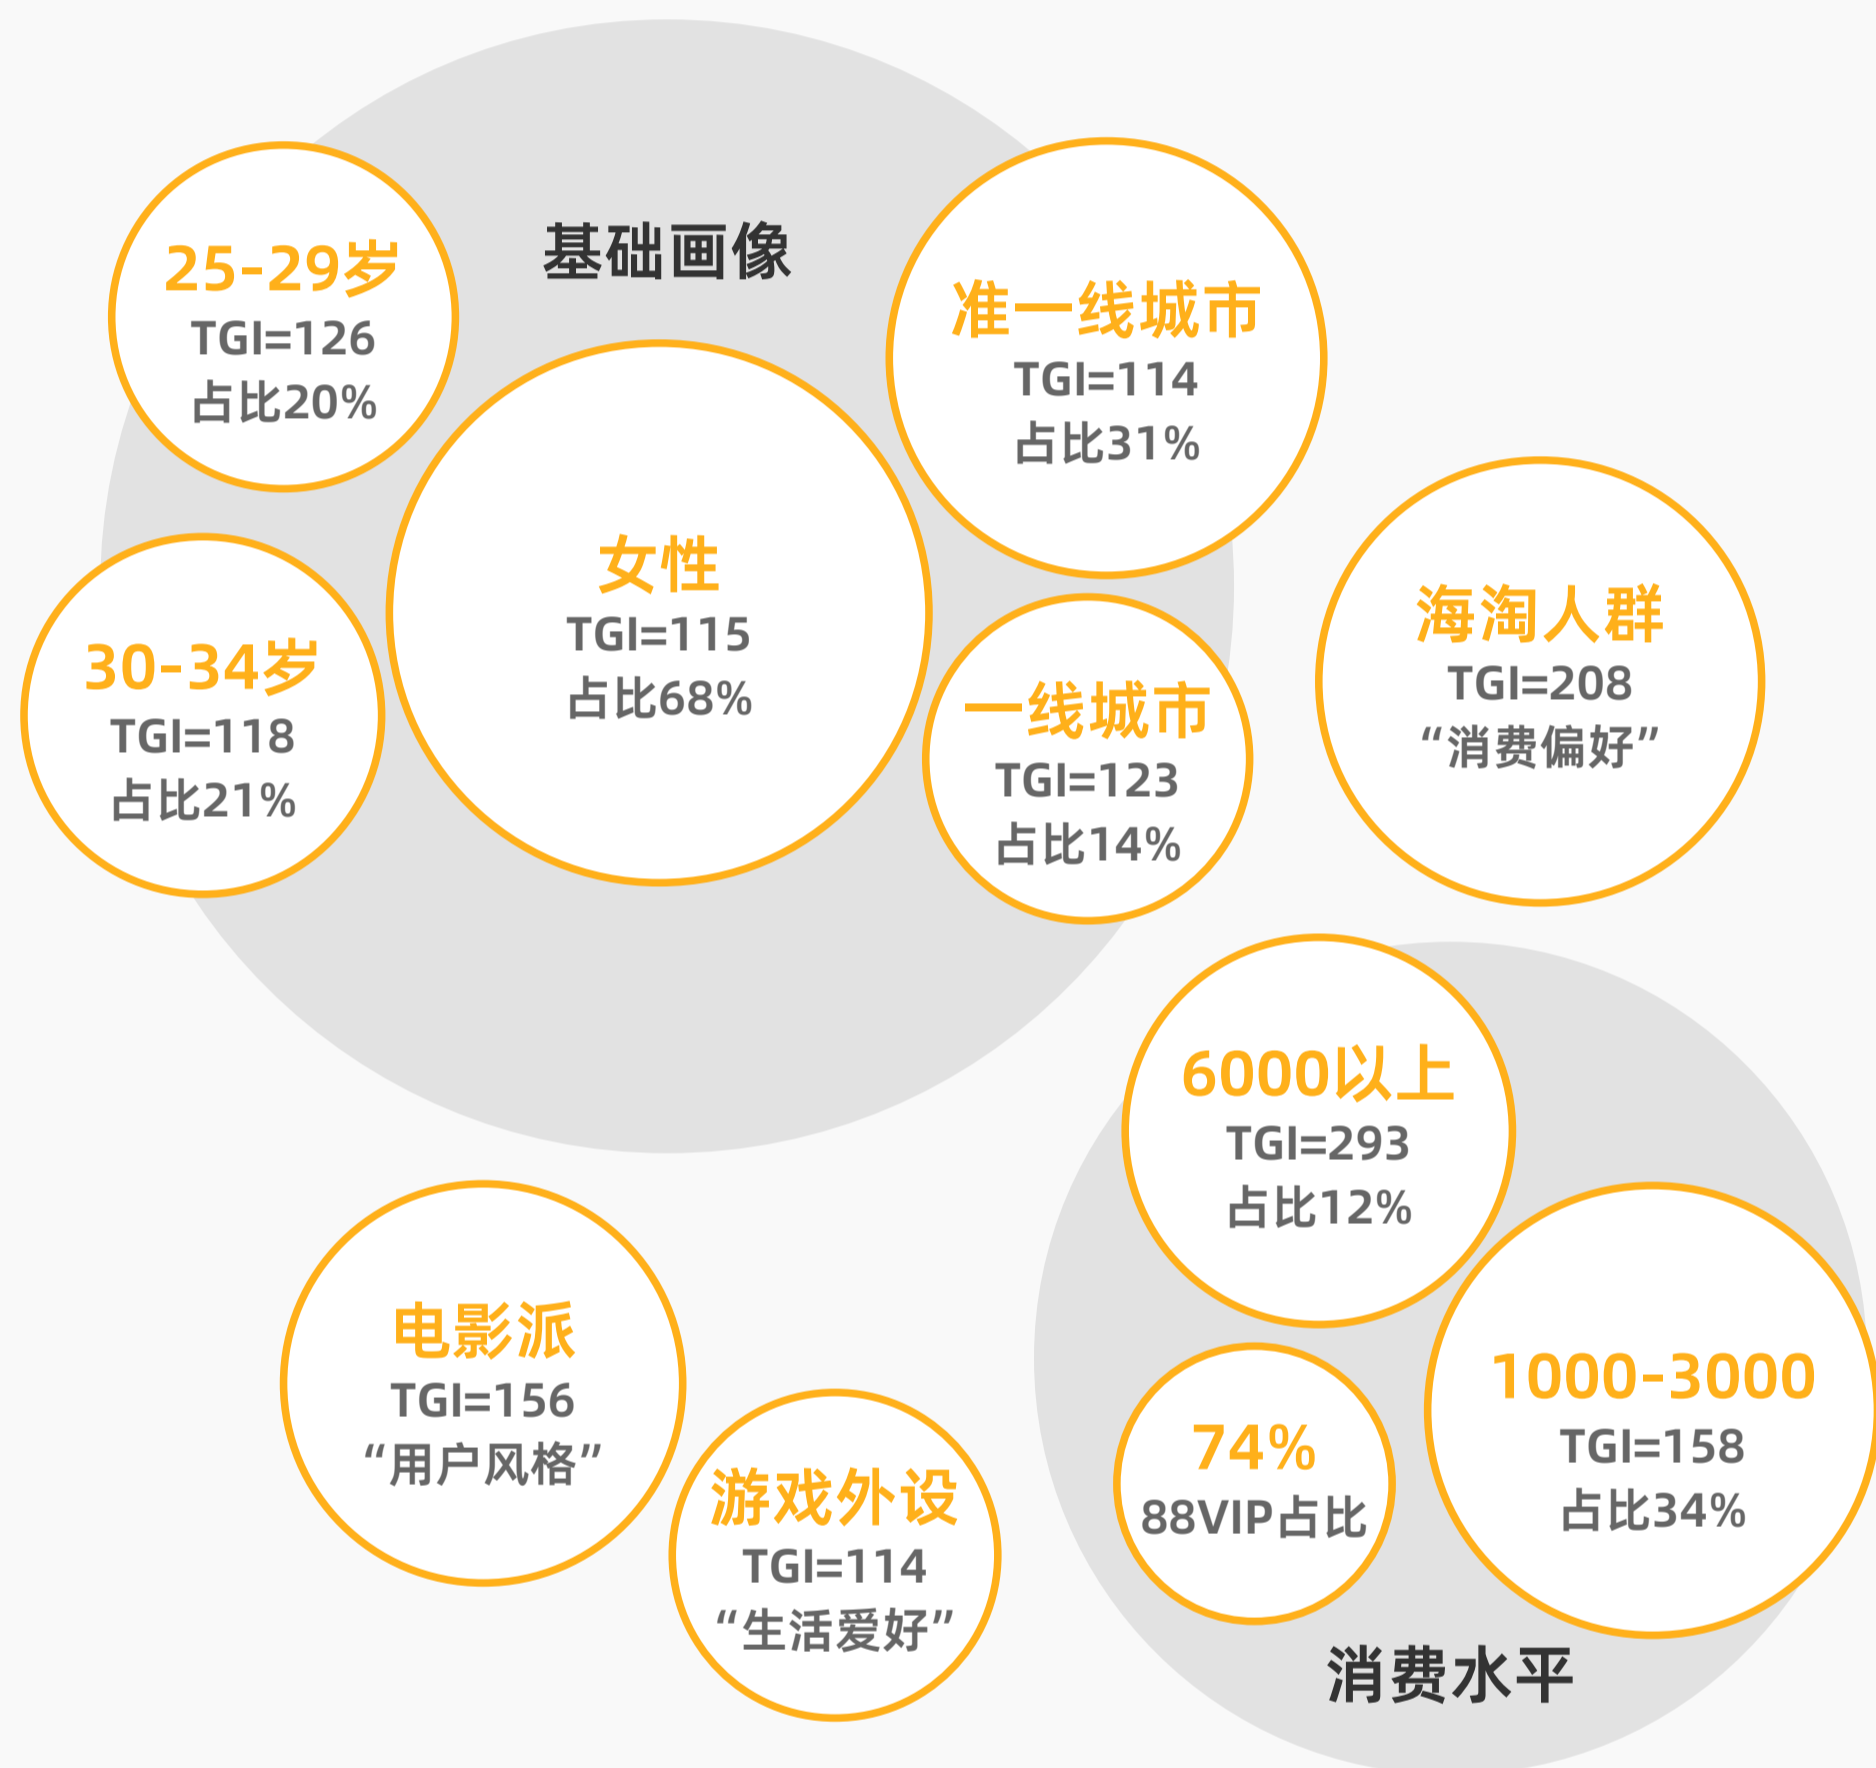 基础画像
25-29岁
TGI=126
占比20%
准一线城市
TGI=114
占比31%
女性
TGI=115
占比68%
30-34岁
TGI=118
占比21%
一线城市
TGI=123
占比14%
海淘人群
TGI=208
“消费偏好”
6000以上
TGI=293
占比12%
1000-3000
TGI=158
占比34%
74%
88VIP占比
消费水平
电影派
TGI=156
“用户风格”
游戏外设
TGI=114
“生活爱好”